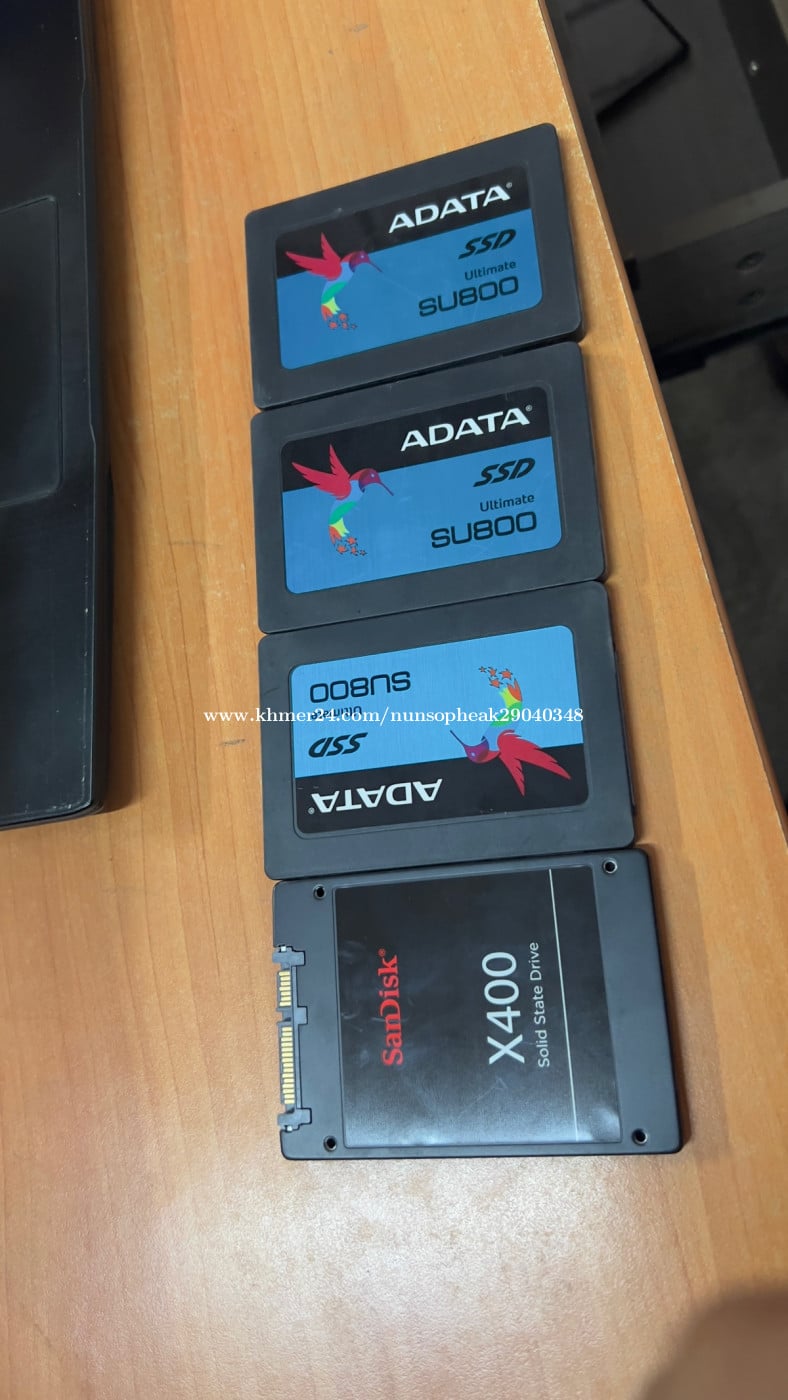 ADATA®
SSD
Ultimate
SU800
ADATA®
SSD
Ultimate
SU800
ADATA®
SSD
Ultimate
SU800
www.khmer24.com/nunsopheak29040348
SanDisk®
X400
Solid State Drive